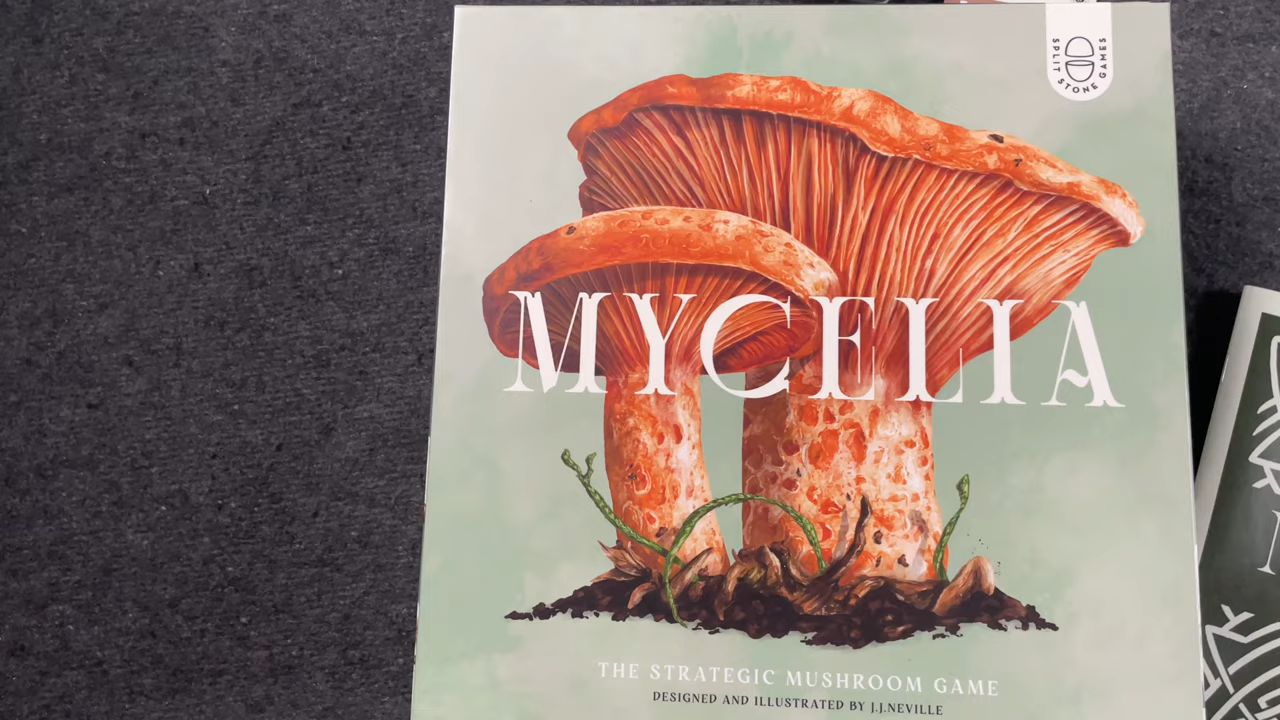 SPLIT STONE GAMES
MYCELIA
THE STRATEGIC MUSHROOM GAME
DESIGNED AND ILLUSTRATED BY J.J.NEVILLE